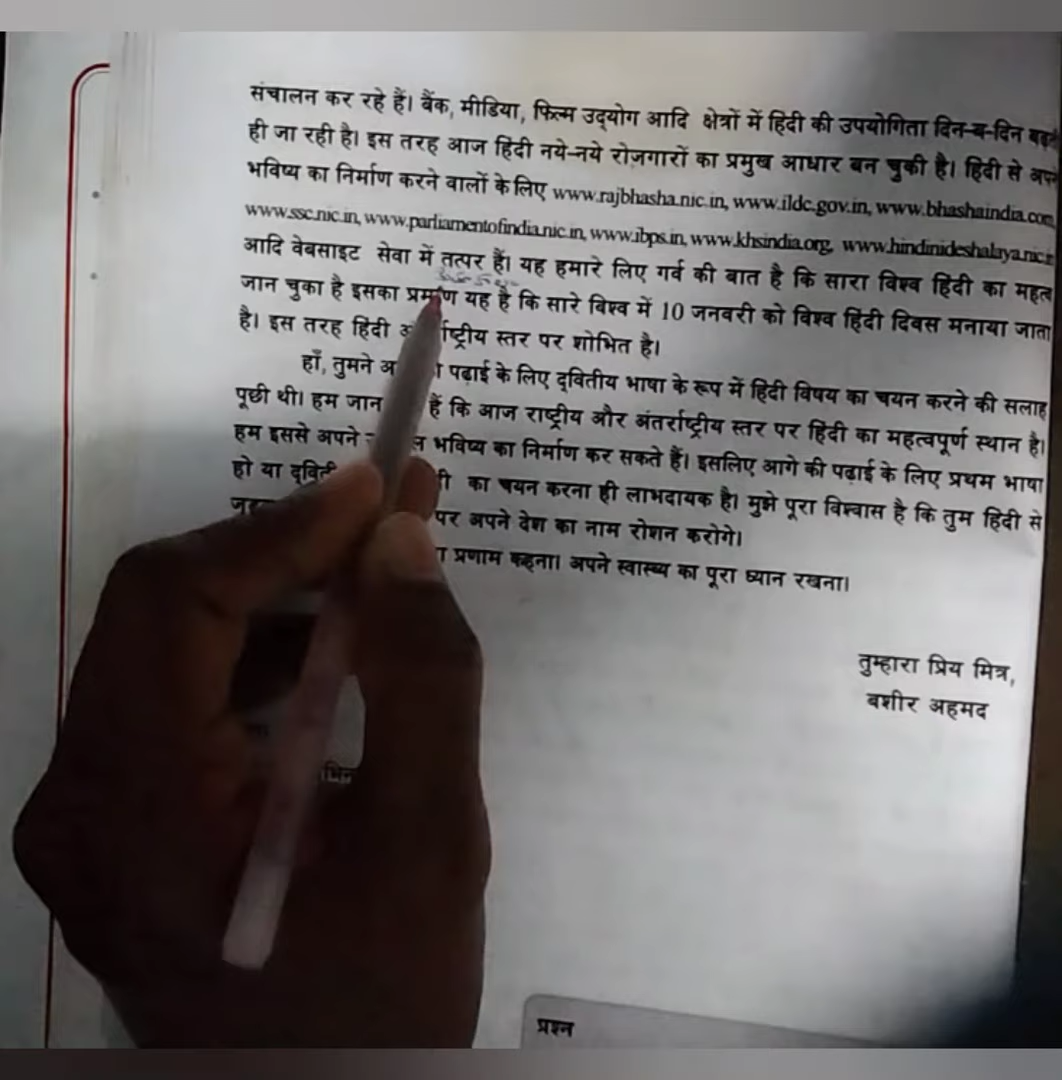 संचालन कर रहे हैं। बैंक, मीडिया, फिल्म उद्योग आदि क्षेत्रों में हिंदी की उपयोगिता दिन-ब-दिन
ही जा रही है। इस तरह आज हिंदी नये-नये रोज़गारों का प्रमुख आधार बन चुकी है। हिंदी से
भविष्य का निर्माण करने वालों के लिए www.rajbhasha.nic.in, www.ildc.gov.in, www.bhashaindia.com
www.ssc.nic.in, www.parliamentofindia.nic.in, www.ibps.in, www.khsindia.org, www.hindinideshalaya.nic.in
आदि वेबसाइट सेवा में तत्पर हैं। यह हमारे लिए गर्व की बात है कि सारा विश्व हिंदी का
जान चुका है इसका प्रमाण यह है कि सारे विश्व में 10 जनवरी को विश्व हिंदी दिवस मनाया जाता
है। इस तरह हिंदी स्तर पर शोभित है।
हाँ, तुमने पढ़ाई के लिए द्वितीय भाषा के रूप में हिंदी विषय का चयन करने की सलाह
पूछी थी। हम जान हैं कि आज राष्ट्रीय और अंतर्राष्ट्रीय स्तर पर हिंदी का महत्वपूर्ण स्थान है।
हम इससे अपने भविष्य का निर्माण कर सकते हैं। इसलिए आगे की पढ़ाई के लिए प्रथम भाषा
हो या का चयन करना ही लाभदायक है। मुझे पूरा विश्वास है कि तुम हिंदी से
पर अपने देश का नाम रोशन करोगे।
प्रणाम कहना। अपने स्वास्थ्य का पूरा ध्यान रखना।
तुम्हारा प्रिय मित्र,
बशीर अहमद
प्रश्न